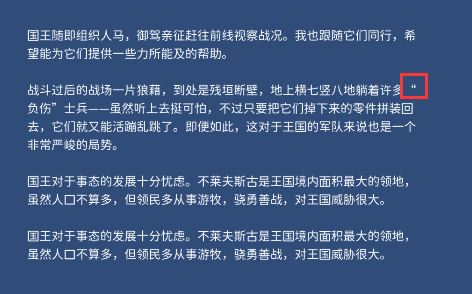 国王随即组织人马，御驾亲征赶往前线视察战况。我也跟随它们同行，希
望能为它们提供一些力所能及的帮助。
战斗过后的战场一片狼藉，到处是残垣断壁，地上横七竖八地躺着许多“
负伤”士兵——虽然听上去挺可怕，不过只要把它们掉下来的零件拼装回
去，它们就又能活蹦乱跳了。即便如此，这对于王国的军队来说也是一个
非常严峻的局势。
国王对于事态的发展十分忧虑。不莱夫斯古是王国境内面积最大的领地，
虽然人口不算多，但领民多从事游牧，骁勇善战，对王国威胁很大。
国王对于事态的发展十分忧虑。不莱夫斯古是王国境内面积最大的领地，
虽然人口不算多，但领民多从事游牧，骁勇善战，对王国威胁很大。